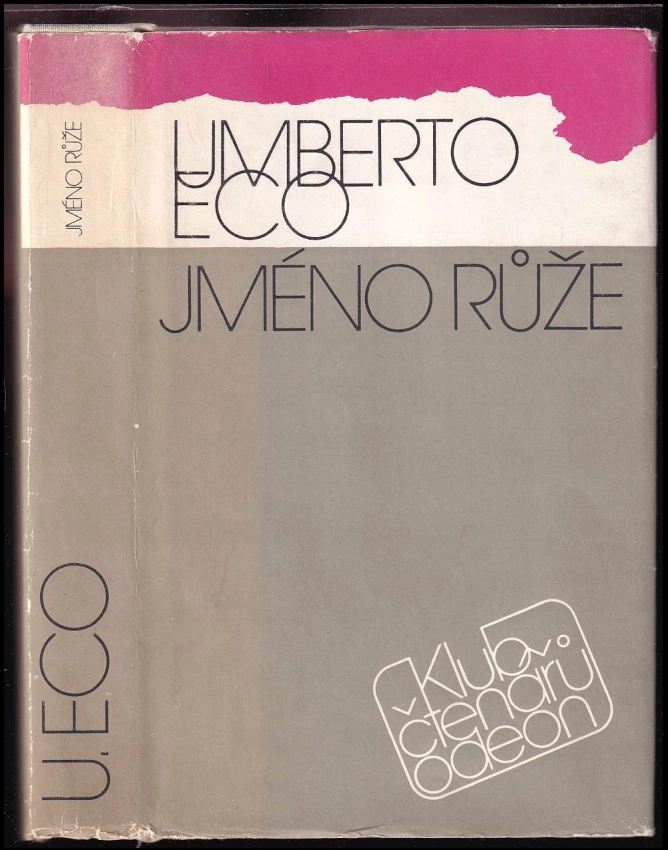 JMÉNO RŮŽE
U. ECO
UMBERTO
ECO
JMÉNO RŮŽE
klub
čtenářů
odeon